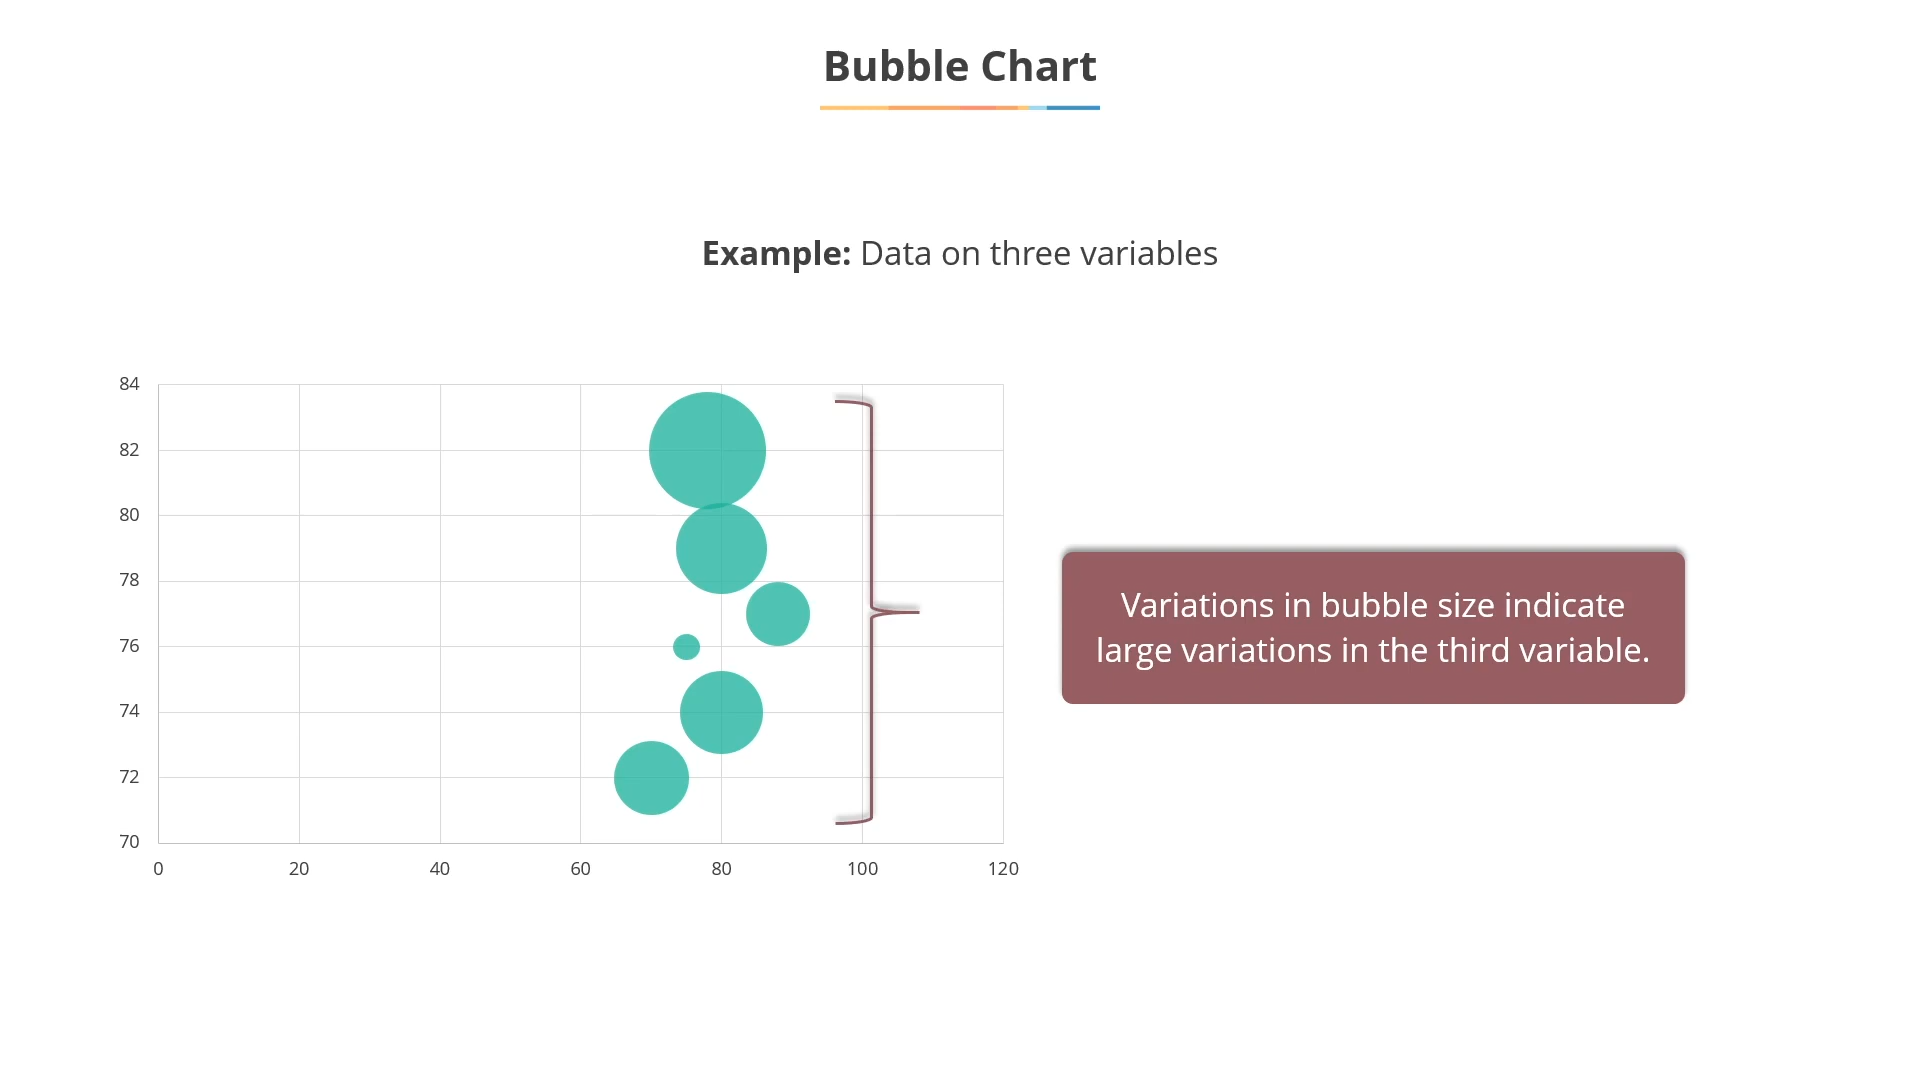 Bubble Chart
Example: Data on three variables
84
82
80
78
76
74
72
70
0 20 40 60 80 100 120
Variations in bubble size indicate
large variations in the third variable.